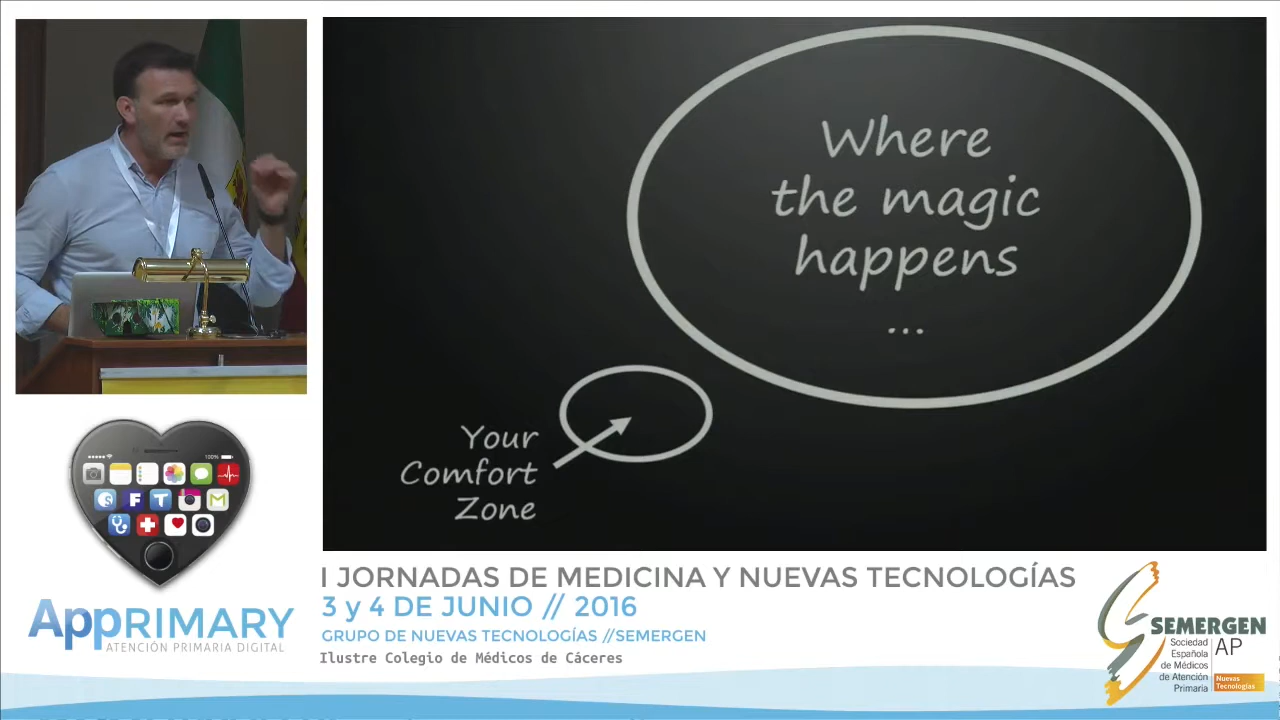 Where
the magic
happens
...
Your
Comfort
Zone
100%
AppRIMARY
ATENCIÓN PRIMARIA DIGITAL
I JORNADAS DE MEDICINA Y NUEVAS TECNOLOGÍAS
3 y 4 DE JUNIO // 2016
GRUPO DE NUEVAS TECNOLOGÍAS //SEMERGEN
Ilustre Colegio de Médicos de Cáceres
SEMERGEN
Sociedad
Española
de Médicos
de Atención
Primaria
AP
Nuevas
Tecnologías